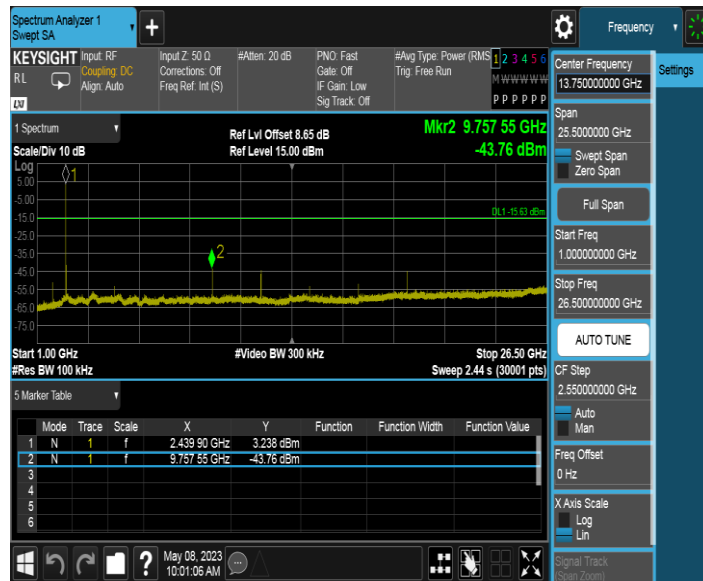 Spectrum Analyzer 1
Swept SA
+
Frequency
KEYSIGHT
RL
LXI
Input: RF
Coupling: DC
Align: Auto
Input Z: 50 Ω
Corrections: Off
Freq Ref: Int (S)
#Atten: 20 dB
PNO: Fast
Gate: Off
IF Gain: Low
Sig Track: Off
#Avg Type: Power (RMS
Trig: Free Run
1 2 3 4 5 6
M W W W W W
P P P P P P
1 Spectrum
Scale/Div 10 dB
Ref Lvl Offset 8.65 dB
Ref Level 15.00 dBm
Mkr2 9.757 55 GHz
-43.76 dBm
Log
5.00
-5.00
-15.0
-25.0
-35.0
-45.0
-55.0
-65.0
-75.0
1
2
DL1 -15.63 dBm
Start 1.00 GHz
#Res BW 100 kHz
#Video BW 300 kHz
Stop 26.50 GHz
Sweep 2.44 s (30001 pts)
5 Marker Table
Mode Trace Scale X Y Function Function Width Function Value
1 N 1 f 2.439 90 GHz 3.238 dBm
2 N 1 f 9.757 55 GHz -43.76 dBm
3
4
5
6
?
May 08, 2023
10:01:06 AM
Center Frequency
13.750000000 GHz
Span
25.5000000 GHz
Swept Span
Zero Span
Full Span
Start Freq
1.000000000 GHz
Stop Freq
26.500000000 GHz
AUTO TUNE
CF Step
2.550000000 GHz
Auto
Man
Freq Offset
0 Hz
X Axis Scale
Log
Lin
Signal Track
(Span Zoom)
Settings